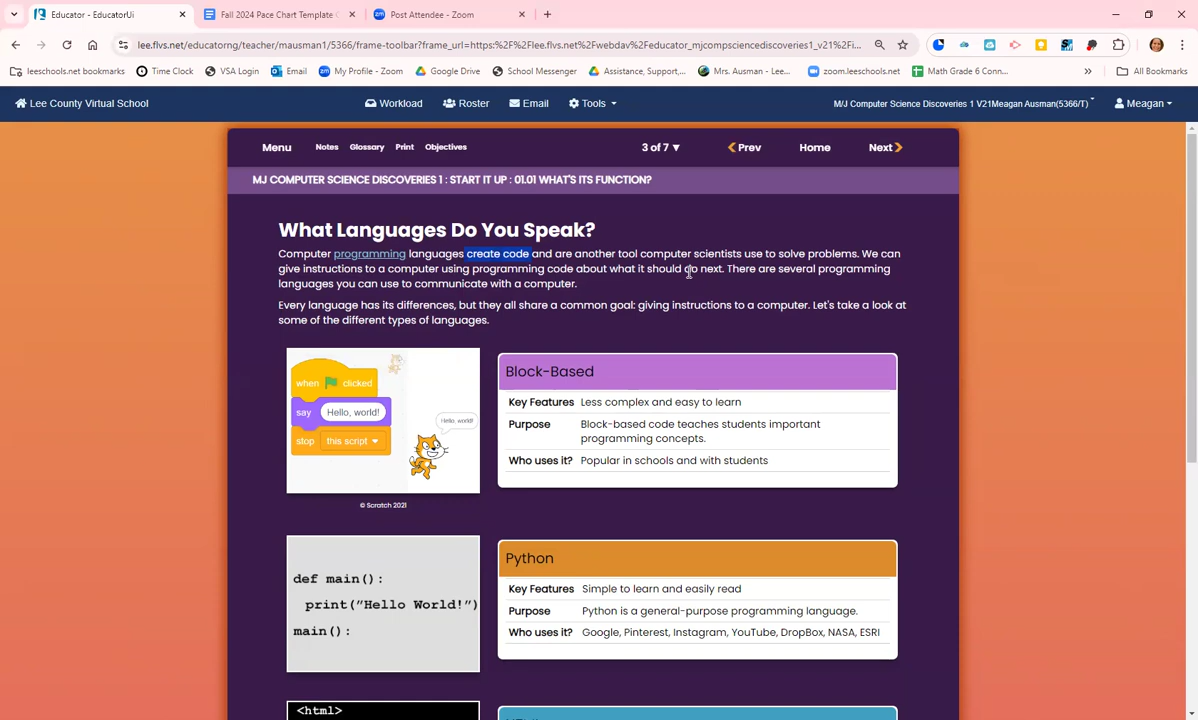 Educator - EducatorUi
Fall 2024 Pace Chart Template
Post Attendee - Zoom
lee.flvs.net/educatorng/teacher/mausman1/5366/frame-toolbar?frame_url=https:%2F%2Flee.flvs.net%2Fwebdav%2Feducator_mjcompsciencediscoveries1_v21%2Fi...
leeschools.net bookmarks
Time Clock
VSA Login
Email
My Profile - Zoom
Google Drive
School Messenger
Assistance, Support,...
Mrs. Ausman - Lee...
zoom.leeschools.net
Math Grade 6 Conn...
All Bookmarks
Lee County Virtual School
Workload
Roster
Email
Tools
M/J Computer Science Discoveries 1 V21Meagan Ausman(5366/T)
Meagan
Menu
Notes
Glossary
Print
Objectives
3 of 7
Prev
Home
Next
MJ COMPUTER SCIENCE DISCOVERIES 1 : START IT UP : 01.01 WHAT'S ITS FUNCTION?
What Languages Do You Speak?
Computer programming languages create code and are another tool computer scientists use to solve problems. We can
give instructions to a computer using programming code about what it should do next. There are several programming
languages you can use to communicate with a computer.
Every language has its differences, but they all share a common goal: giving instructions to a computer. Let's take a look at
some of the different types of languages.
when clicked
say Hello, world!
stop this script
Hello, world!
© Scratch 2021
Block-Based
Key Features Less complex and easy to learn
Purpose Block-based code teaches students important
programming concepts.
Who uses it? Popular in schools and with students
def main():
print("Hello World!")
main():
Python
Key Features Simple to learn and easily read
Purpose Python is a general-purpose programming language.
Who uses it? Google, Pinterest, Instagram, YouTube, DropBox, NASA, ESRI
<html>